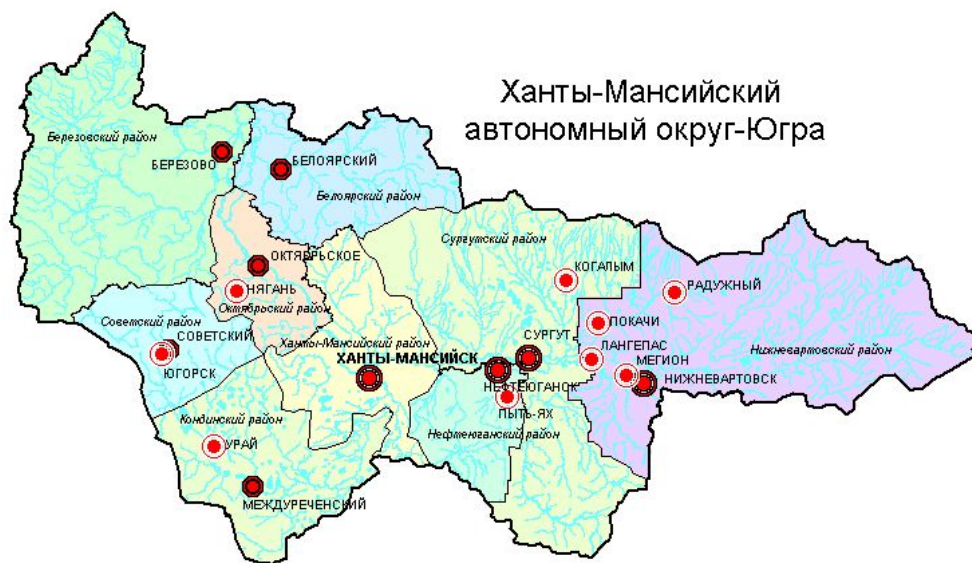 Ханты-Мансийский
автономный округ-Югра
Березовский район
БЕРЕЗОВО
БЕЛОЯРСКИЙ
Белоярский район
Сургутский район
ОКТЯБРЬСКОЕ
КОГАЛЫМ
НЯГАНЬ
РАДУЖНЫЙ
Октябрьский район
Советский район
ПОКАЧИ
СОВЕТСКИЙ
Ханты-Мансийский район
СУРГУТ
ХАНТЫ-МАНСИЙСК
ЛАНГЕПАС
Нижневартовский район
МЕГИОН
ЮГОРСК
НИЖНЕВАРТОВСК
НЕФТЕЮГАНСК
ПЫТЬ-ЯХ
Кондинский район
Нефтеюганский район
УРАЙ
МЕЖДУРЕЧЕНСКИЙ